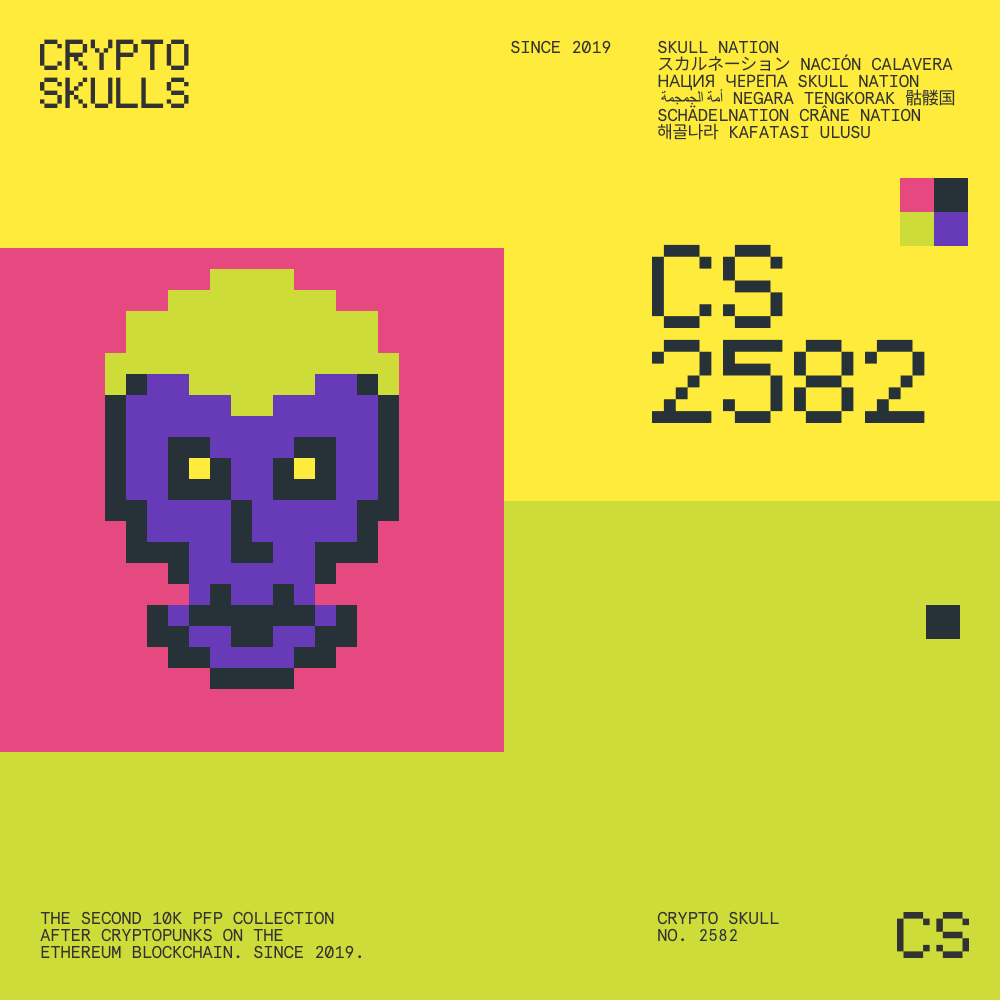 CRYPTO
SKULLS
SINCE 2019
SKULL NATION
スカルネーション NACIÓN CALAVERA
НАЦИЯ ЧЕРЕПА SKULL NATION
أمة الجمجمة NEGARA TENGKORAK 骷髅国
SCHÄDELNATION CRÂNE NATION
해골나라 KAFATASI ULUSU
CS
2582
THE SECOND 10K PFP COLLECTION
AFTER CRYPTOPUNKS ON THE
ETHEREUM BLOCKCHAIN. SINCE 2019.
CRYPTO SKULL
NO. 2582
CS